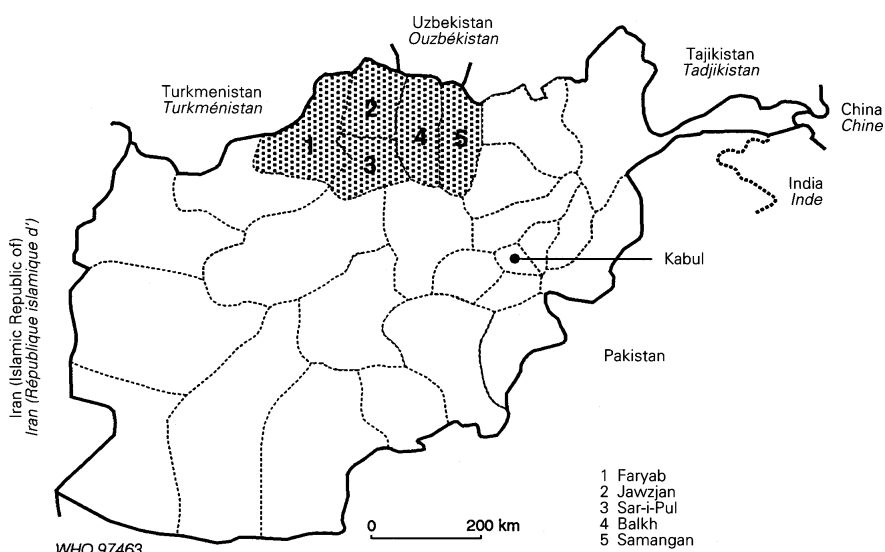 Uzbekistan
Ouzbékistan
Tajikistan
Tadjikistan
Turkmenistan
Turkménistan
China
Chine
India
Inde
Iran (Islamic Republic of)
Iran (République islamique d')
1
2
3
4
5
Kabul
Pakistan
1 Faryab
2 Jawzjan
3 Sar-i-Pul
4 Balkh
5 Samangan
0 200 km
WHO 97463